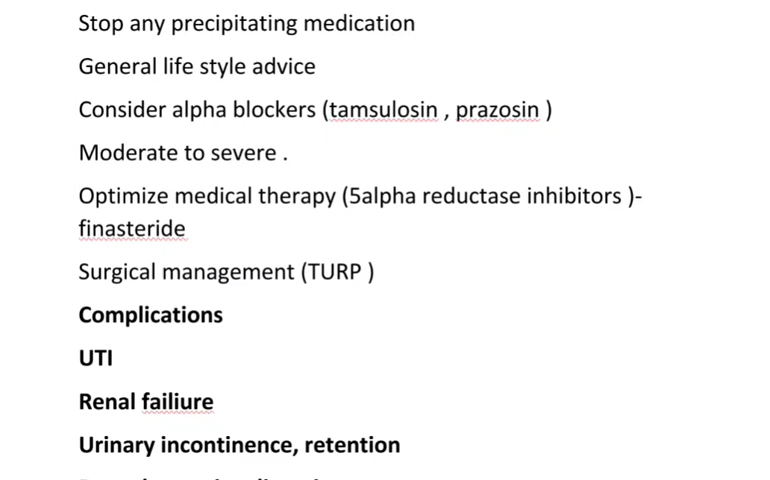 Stop any precipitating medication
General life style advice
Consider alpha blockers (tamsulosin , prazosin )
Moderate to severe .
Optimize medical therapy (5alpha reductase inhibitors )-
finasteride
Surgical management (TURP )
Complications
UTI
Renal failiure
Urinary incontinence, retention